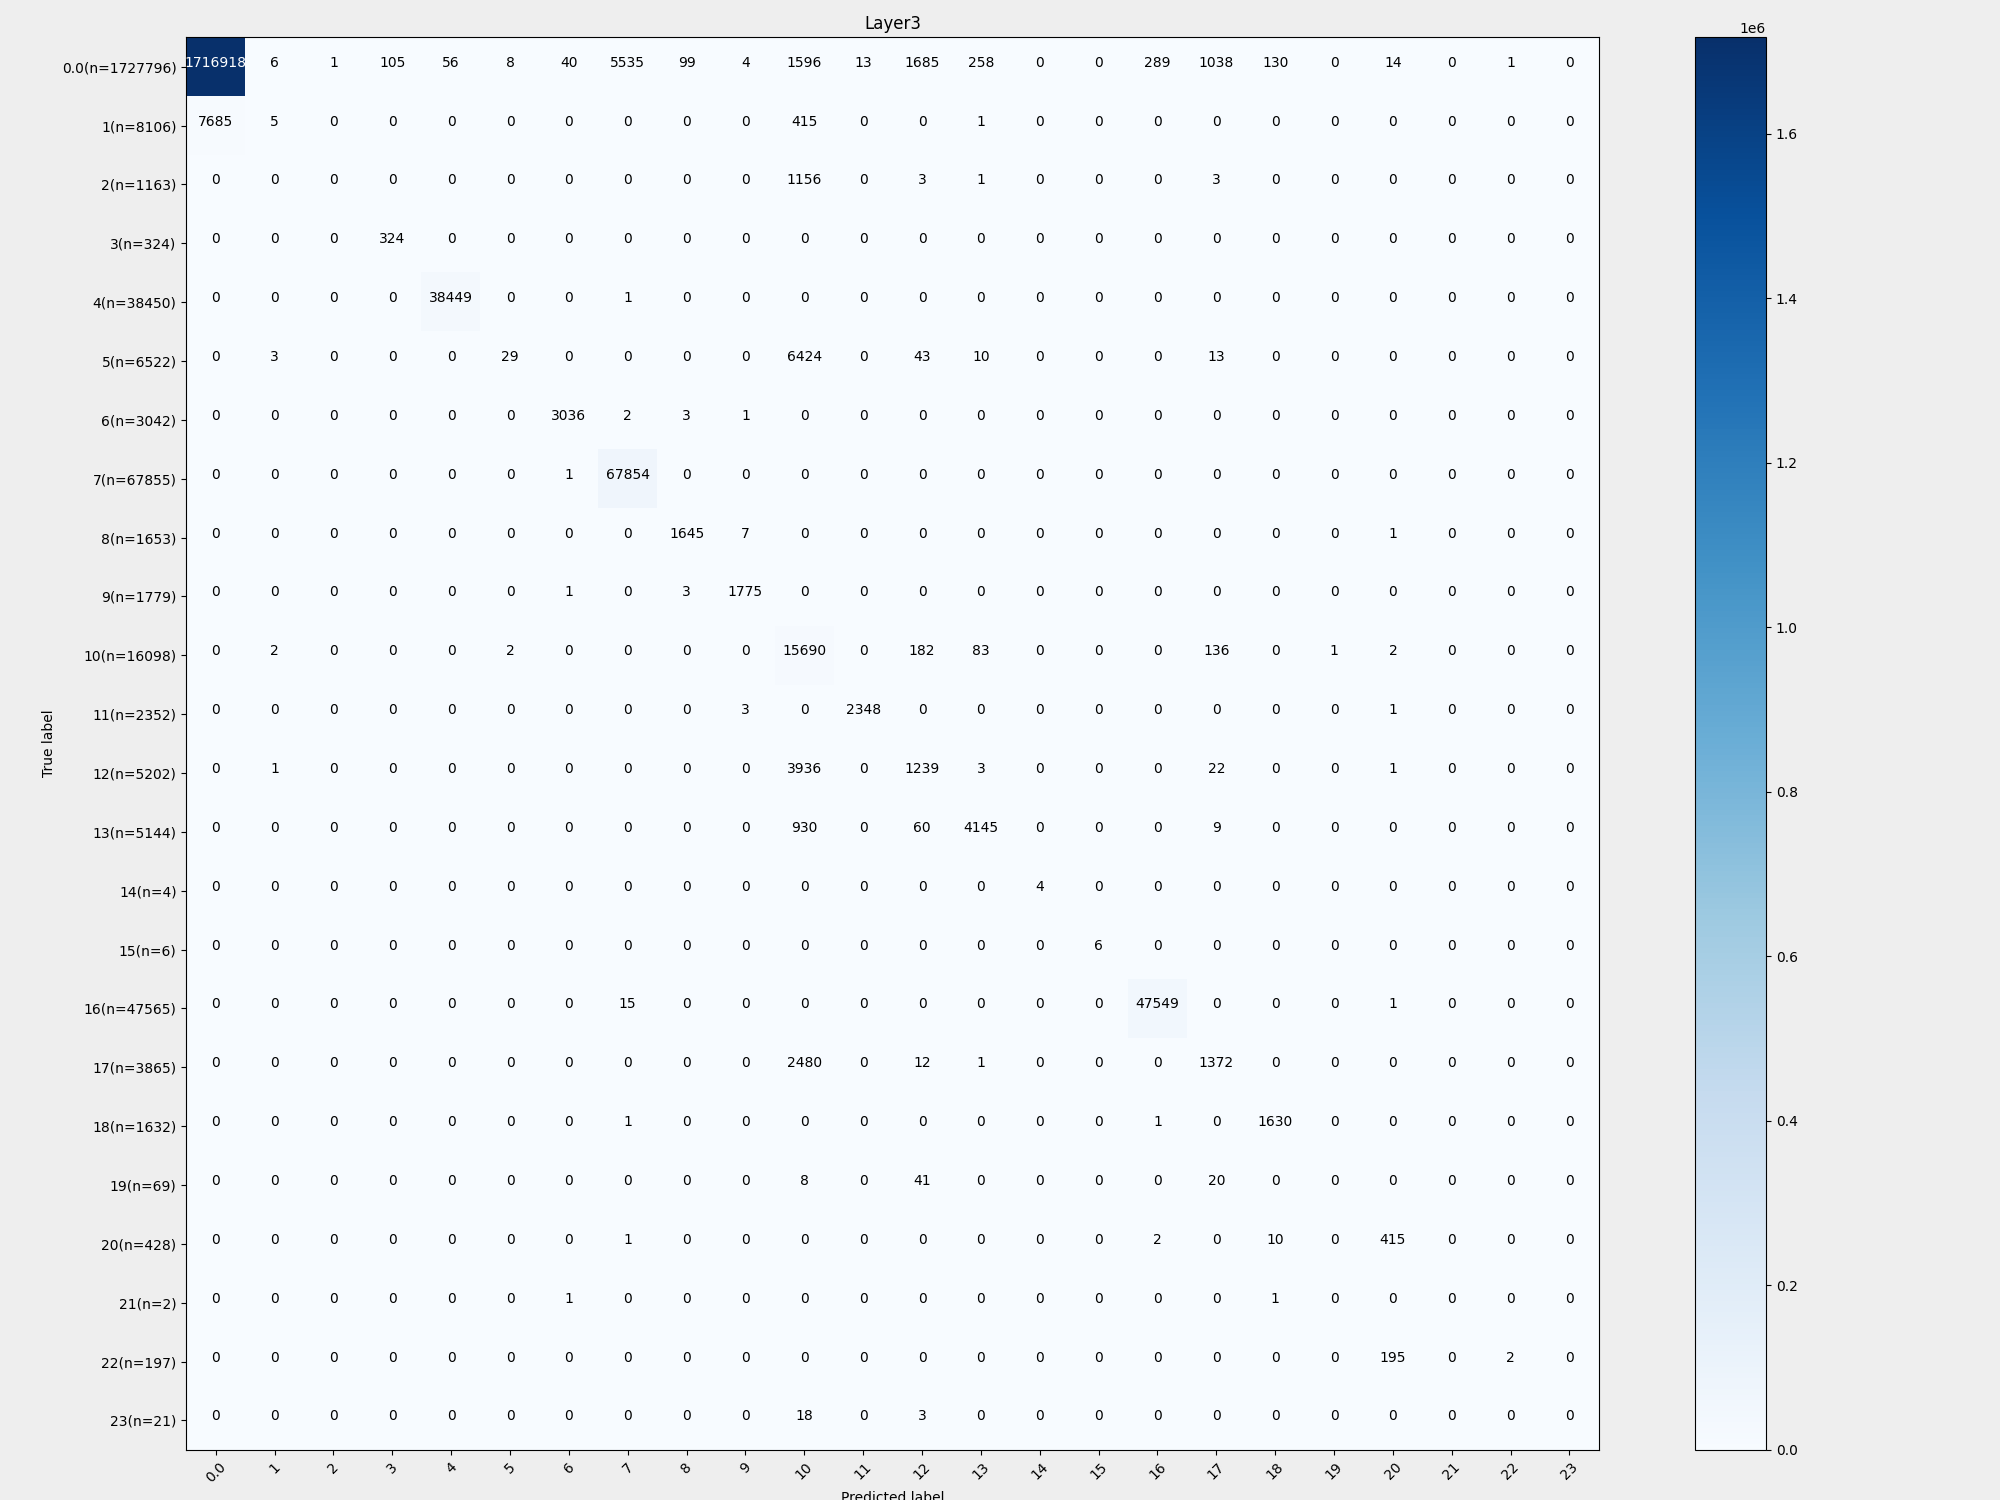 Layer3
1e6
0.0(n=1727796) 1716918 6 1 105 56 8 40 5535 99 4 1596 13 1685 258 0 0 289 1038 130 0 14 0 1 0
1(n=8106) 7685 5 0 0 0 0 0 0 0 0 415 0 0 1 0 0 0 0 0 0 0 0 0 0
2(n=1163) 0 0 0 0 0 0 0 0 0 0 1156 0 3 1 0 0 0 3 0 0 0 0 0 0
3(n=324) 0 0 0 324 0 0 0 0 0 0 0 0 0 0 0 0 0 0 0 0 0 0 0 0
4(n=38450) 0 0 0 0 38449 0 0 1 0 0 0 0 0 0 0 0 0 0 0 0 0 0 0 0
5(n=6522) 0 3 0 0 0 29 0 0 0 0 6424 0 43 10 0 0 0 13 0 0 0 0 0 0
6(n=3042) 0 0 0 0 0 0 3036 2 3 1 0 0 0 0 0 0 0 0 0 0 0 0 0 0
7(n=67855) 0 0 0 0 0 0 1 67854 0 0 0 0 0 0 0 0 0 0 0 0 0 0 0 0
8(n=1653) 0 0 0 0 0 0 0 0 1645 7 0 0 0 0 0 0 0 0 0 0 1 0 0 0
9(n=1779) 0 0 0 0 0 0 1 0 3 1775 0 0 0 0 0 0 0 0 0 0 0 0 0 0
10(n=16098) 0 2 0 0 0 2 0 0 0 0 15690 0 182 83 0 0 0 136 0 1 2 0 0 0
11(n=2352) 0 0 0 0 0 0 0 0 0 3 0 2348 0 0 0 0 0 0 0 0 1 0 0 0
12(n=5202) 0 1 0 0 0 0 0 0 0 0 3936 0 1239 3 0 0 0 22 0 0 1 0 0 0
13(n=5144) 0 0 0 0 0 0 0 0 0 0 930 0 60 4145 0 0 0 9 0 0 0 0 0 0
14(n=4) 0 0 0 0 0 0 0 0 0 0 0 0 0 0 4 0 0 0 0 0 0 0 0 0
15(n=6) 0 0 0 0 0 0 0 0 0 0 0 0 0 0 0 6 0 0 0 0 0 0 0 0
16(n=47565) 0 0 0 0 0 0 0 15 0 0 0 0 0 0 0 0 47549 0 0 0 1 0 0 0
17(n=3865) 0 0 0 0 0 0 0 0 0 0 2480 0 12 1 0 0 0 1372 0 0 0 0 0 0
18(n=1632) 0 0 0 0 0 0 0 1 0 0 0 0 0 0 0 0 1 0 1630 0 0 0 0 0
19(n=69) 0 0 0 0 0 0 0 0 0 0 8 0 41 0 0 0 0 20 0 0 0 0 0 0
20(n=428) 0 0 0 0 0 0 0 1 0 0 0 0 0 0 0 0 2 0 10 0 415 0 0 0
21(n=2) 0 0 0 0 0 0 1 0 0 0 0 0 0 0 0 0 0 0 1 0 0 0 0 0
22(n=197) 0 0 0 0 0 0 0 0 0 0 0 0 0 0 0 0 0 0 0 0 195 0 2 0
23(n=21) 0 0 0 0 0 0 0 0 0 0 18 0 3 0 0 0 0 0 0 0 0 0 0 0
0.0 1 2 3 4 5 6 7 8 9 10 11 12 13 14 15 16 17 18 19 20 21 22 23
Predicted label
True label
1.6
1.4
1.2
1.0
0.8
0.6
0.4
0.2
0.0